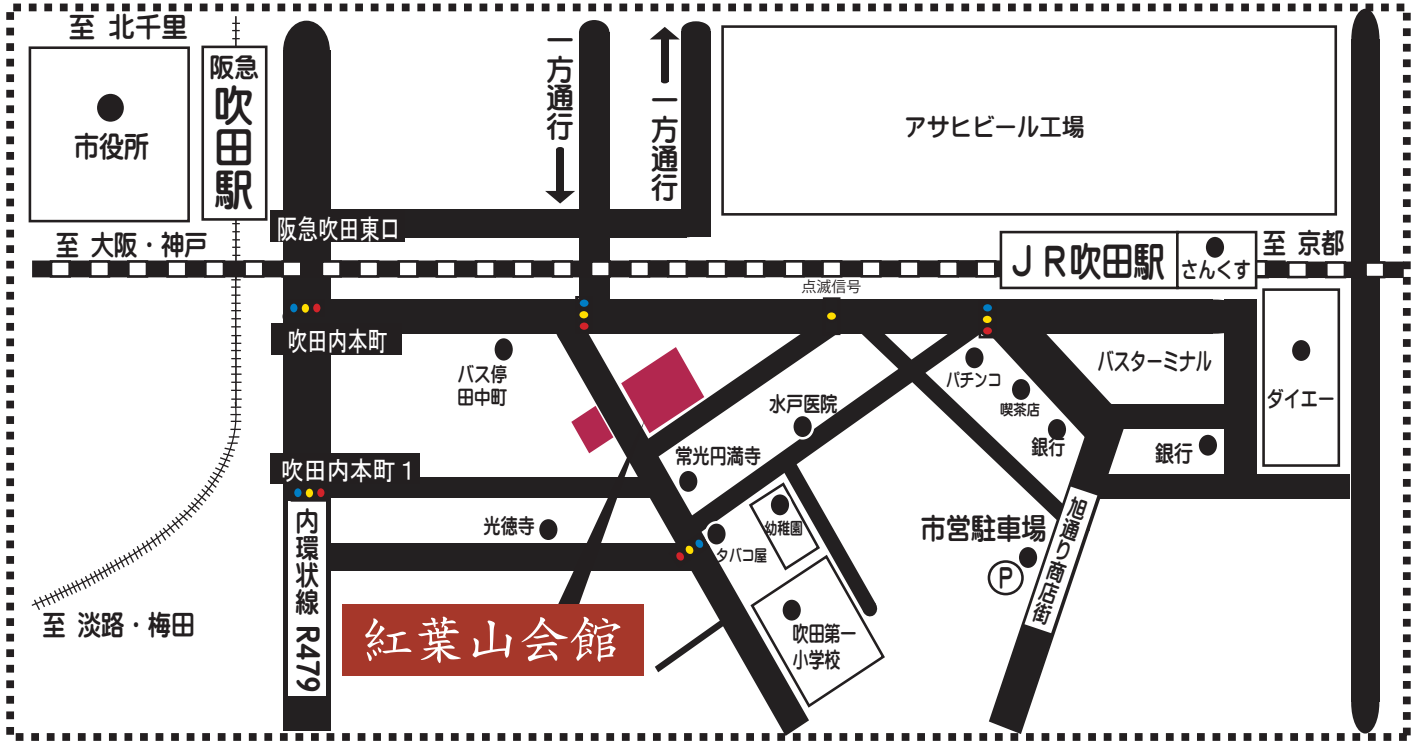 至 北千里
市役所
阪急
吹田駅
一方通行
一方通行
アサヒビール工場
阪急吹田東口
至 大阪・神戸
JR吹田駅
さんくす
至 京都
点滅信号
吹田内本町
バス停
田中町
水戸医院
パチンコ
喫茶店
銀行
バスターミナル
ダイエー
銀行
常光円満寺
吹田内本町1
光徳寺
タバコ屋
幼稚園
市営駐車場
P
旭通り商店街
内環状線 R479
至 淡路・梅田
紅葉山会館
吹田第一
小学校